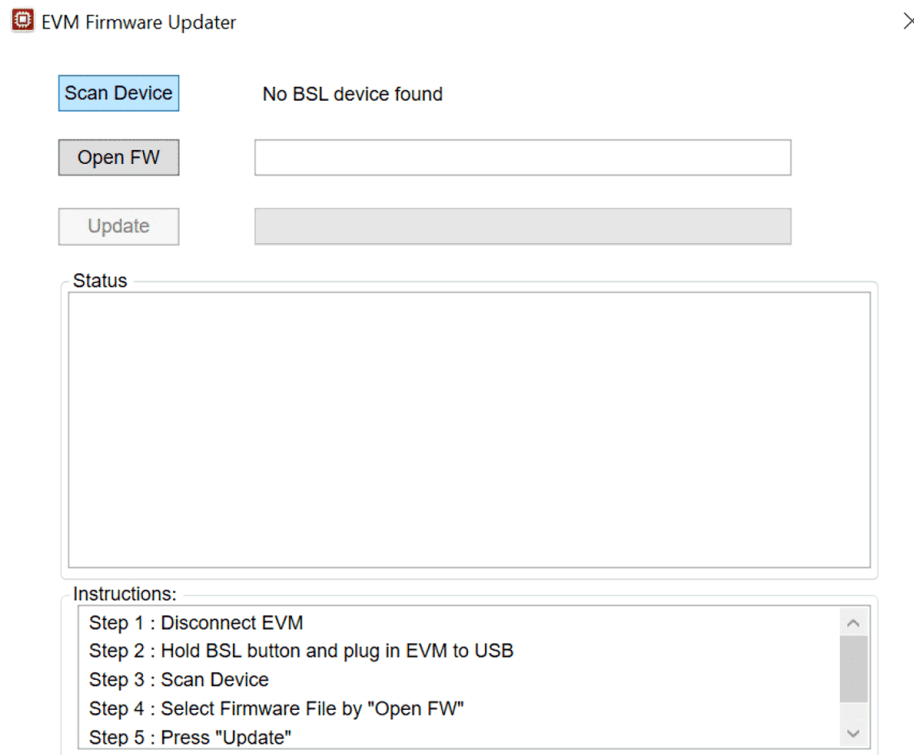 EVM Firmware Updater
Scan Device
No BSL device found
Open FW
Update
Status
Instructions:
Step 1 : Disconnect EVM
Step 2 : Hold BSL button and plug in EVM to USB
Step 3 : Scan Device
Step 4 : Select Firmware File by "Open FW"
Step 5 : Press "Update"